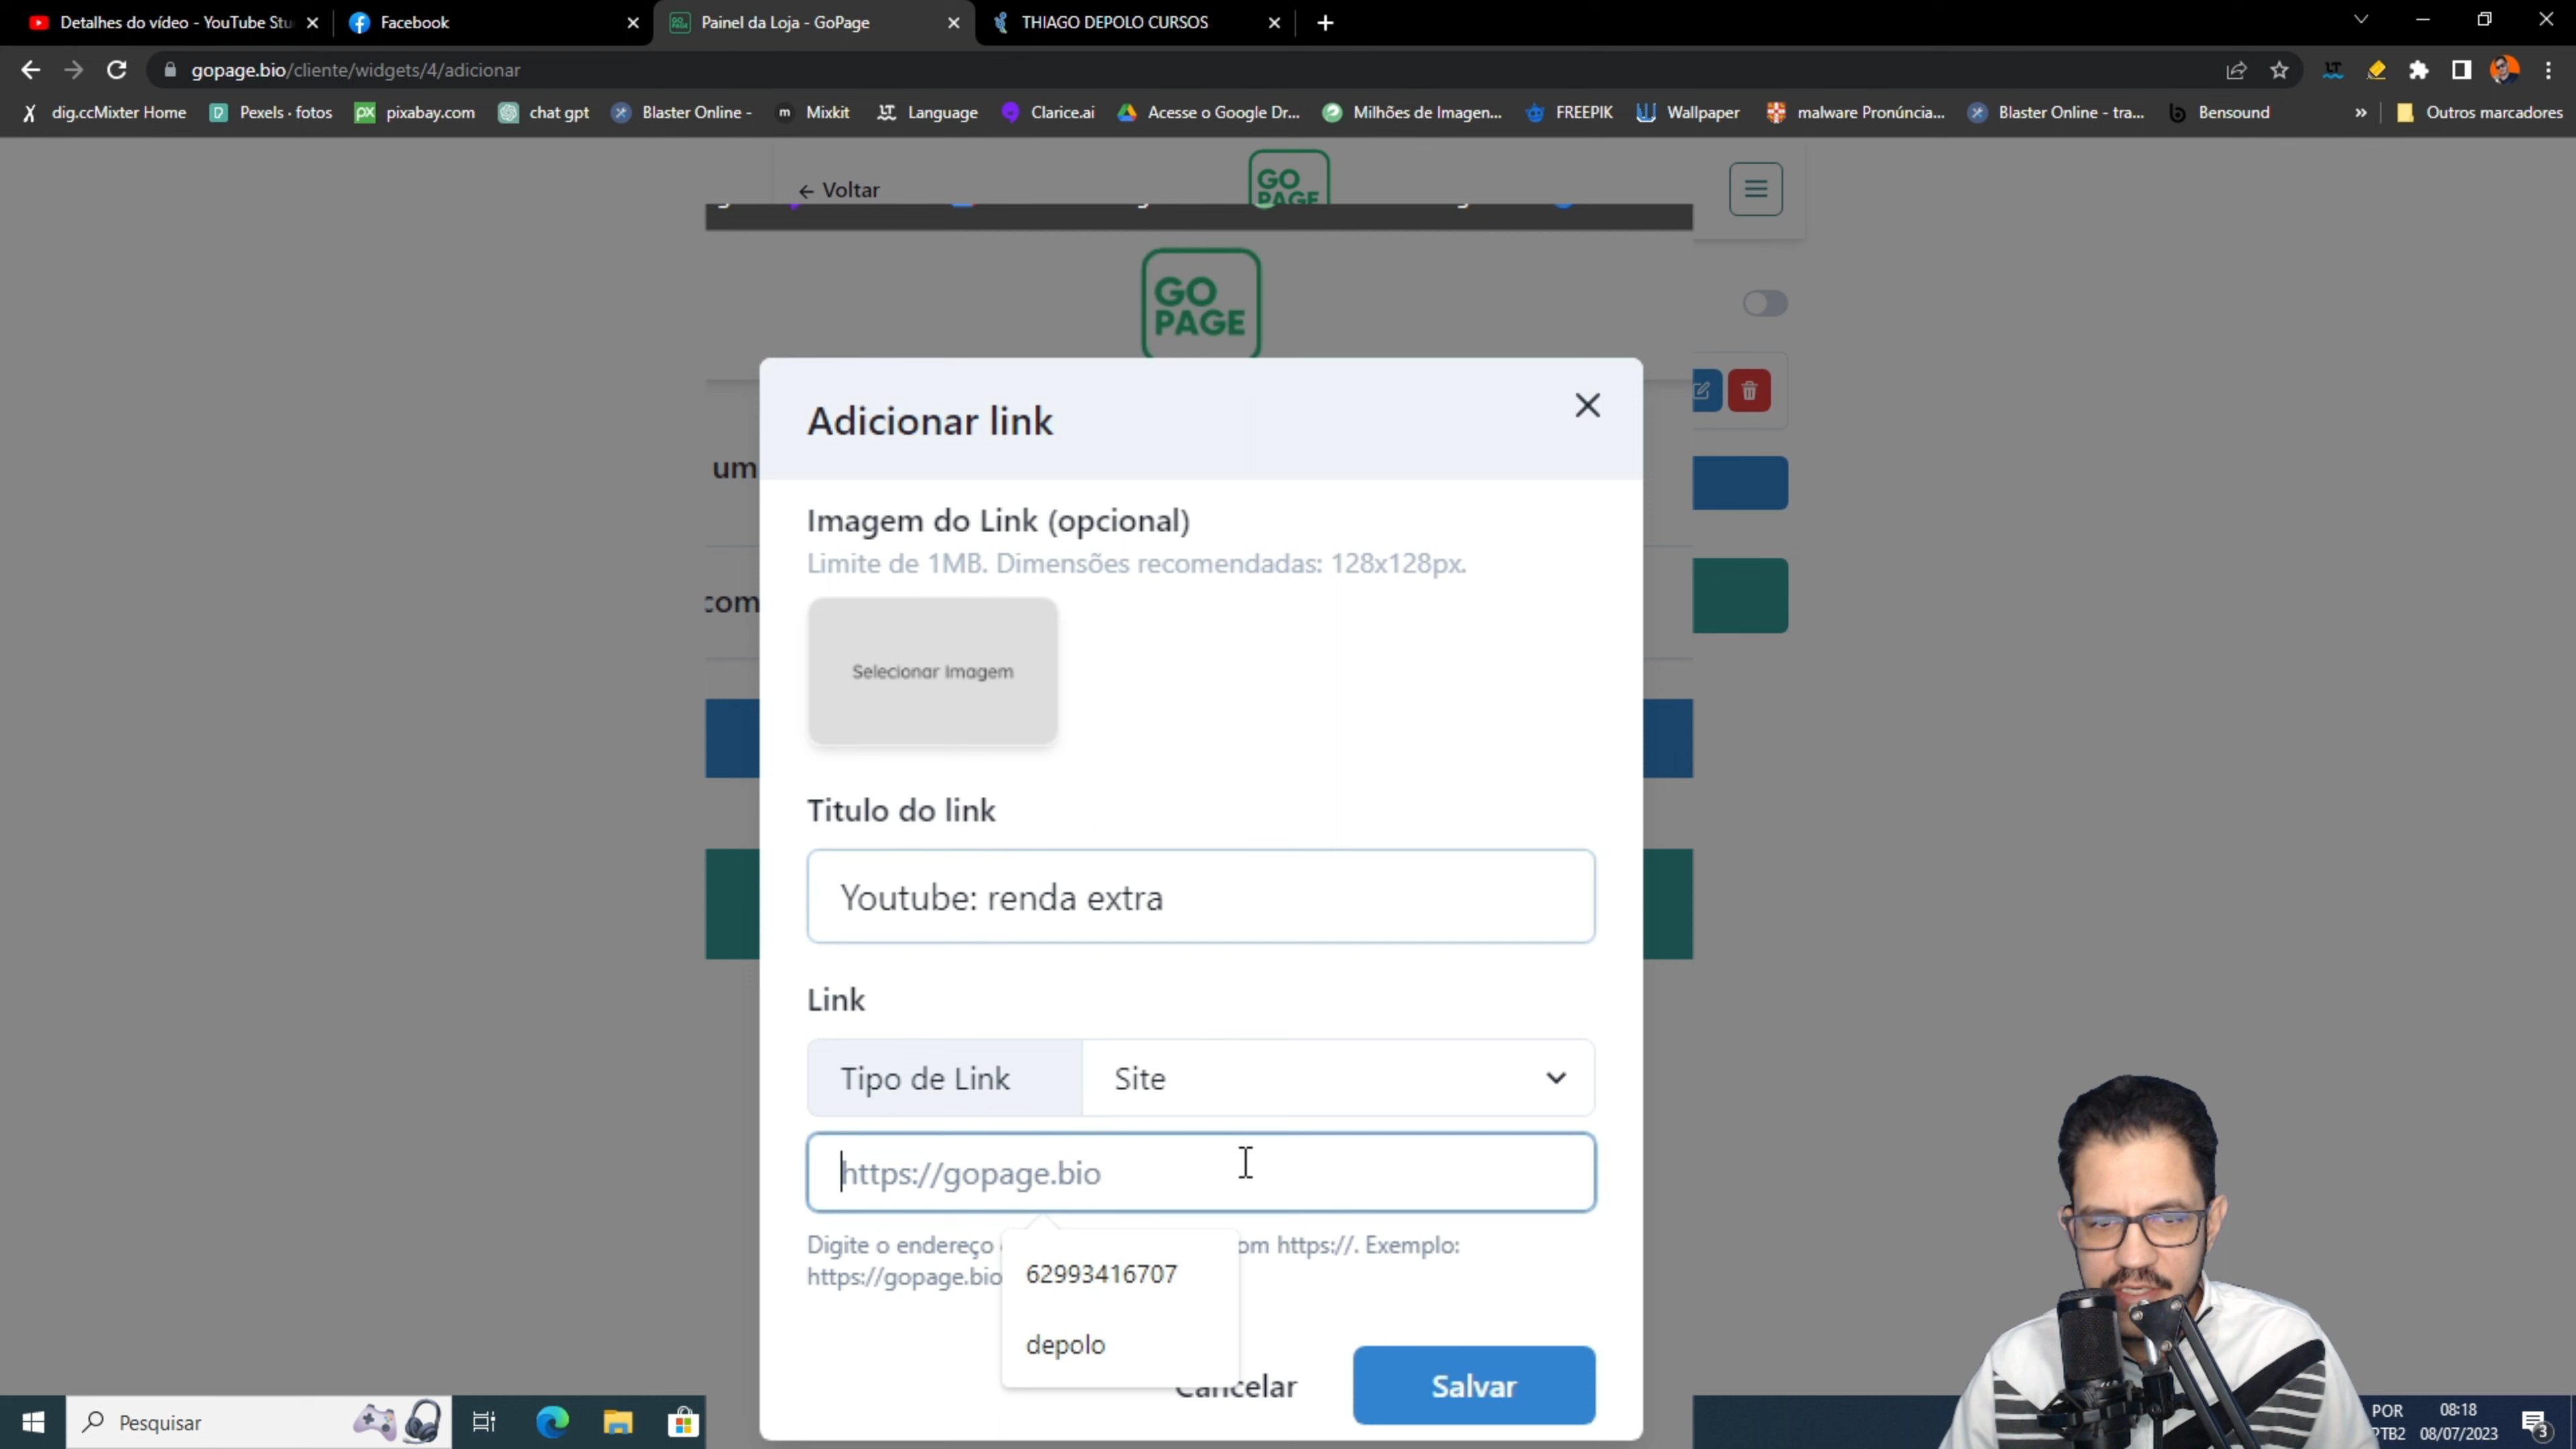 Detalhes do vídeo - YouTube Stu
Facebook
Painel da Loja - GoPage
THIAGO DEPOLO CURSOS
gopage.bio/cliente/widgets/4/adicionar
dig.ccMixter Home
Pexels · fotos
px pixabay.com
chat gpt
Blaster Online -
m Mixkit
LT Language
Clarice.ai
Acesse o Google Dr...
Milhões de Imagen...
FREEPIK
Wallpaper
malware Pronúncia...
Blaster Online - tra...
b Bensound
»
Outros marcadores
← Voltar
GO
PAGE
GO
PAGE
Adicionar link
um
Imagem do Link (opcional)
Limite de 1MB. Dimensões recomendadas: 128x128px.
com
Selecionar Imagem
Titulo do link
Youtube: renda extra
Link
Tipo de Link
Site
https://gopage.bio
Digite o endereço
om https://. Exemplo:
https://gopage.bio
62993416707
depolo
Cancelar
Salvar
Pesquisar
POR
PTB2
08:18
08/07/2023
3